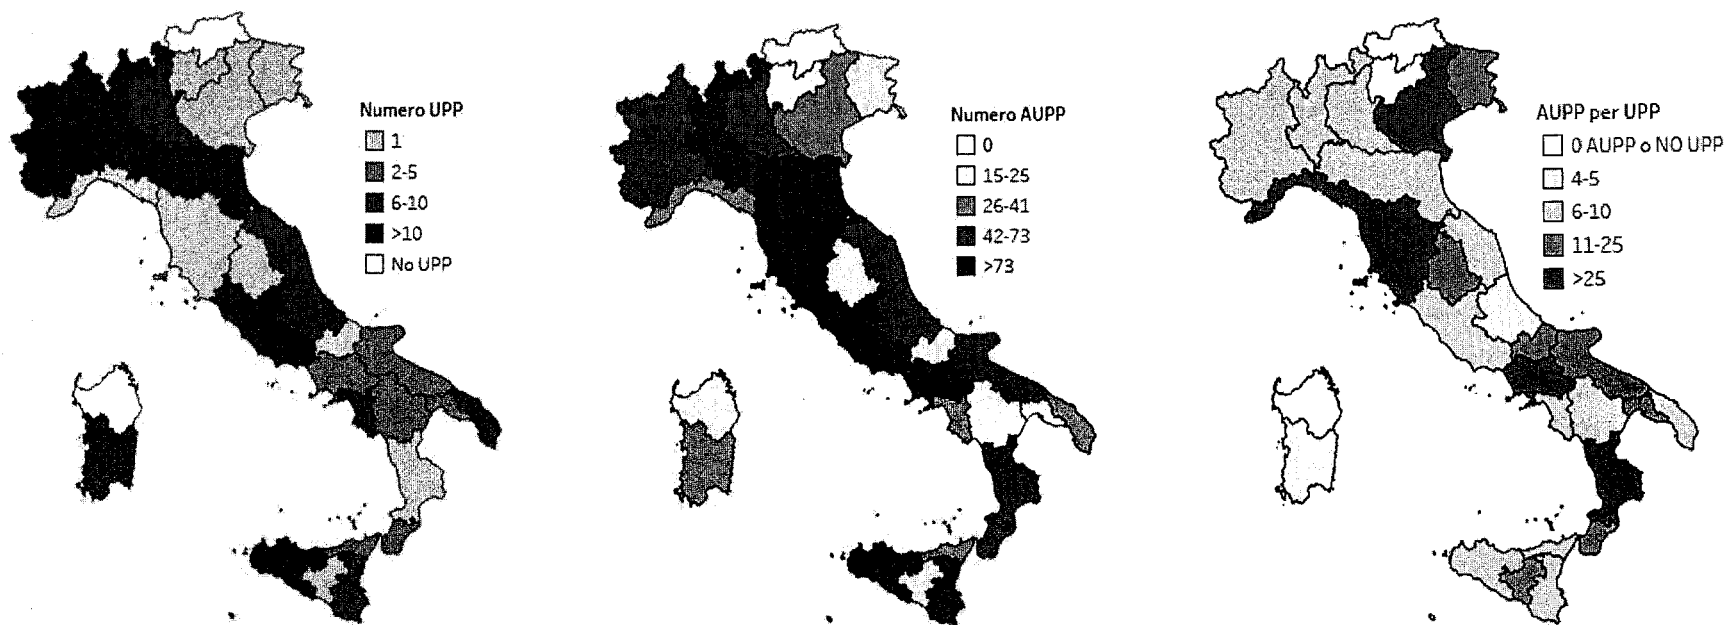 Numero UPP
1
2-5
6-10
>10
No UPP
Numero AUPP
0
15-25
26-41
42-73
>73
AUPP per UPP
0 AUPP o NO UPP
4-5
6-10
11-25
>25